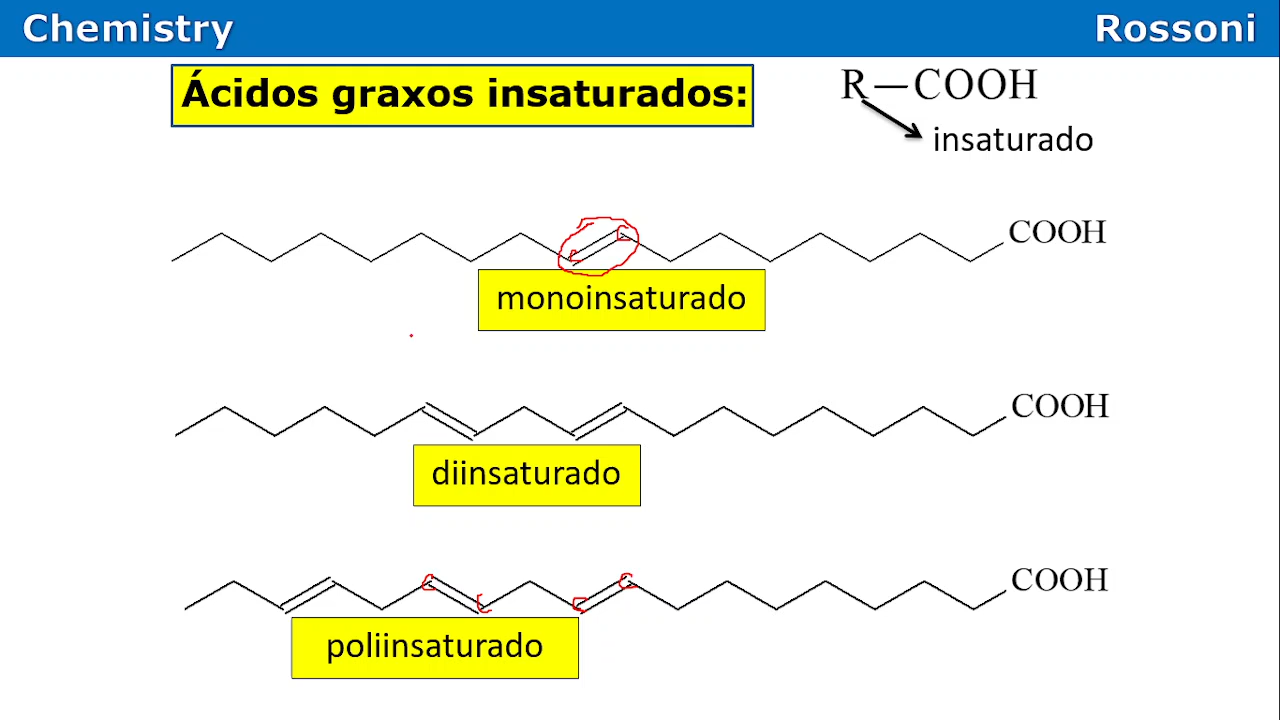 Chemistry
Rossoni
Ácidos graxos insaturados:
R—COOH
insaturado
COOH
monoinsaturado
COOH
diinsaturado
COOH
poliinsaturado